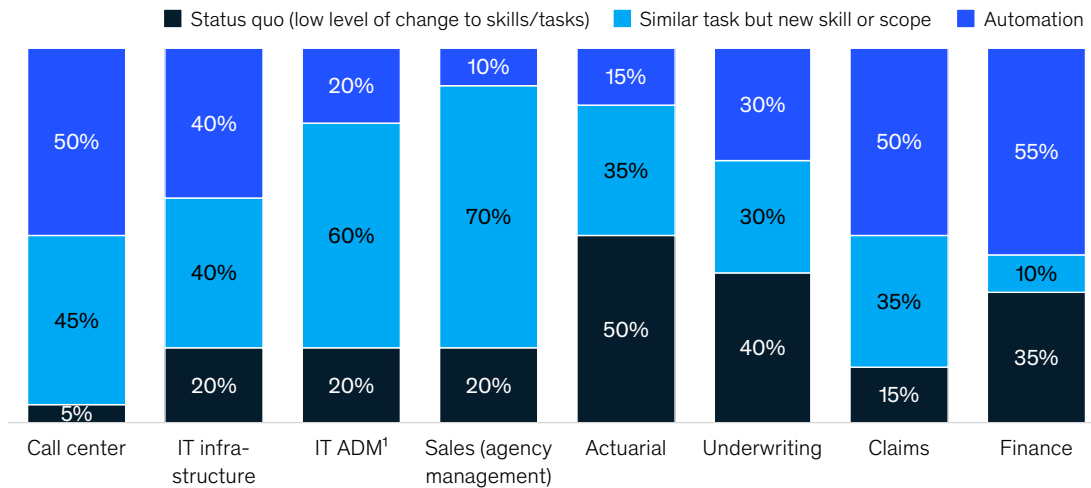 Status quo (low level of change to skills/tasks) Similar task but new skill or scope Automation
50% 40% 20% 10% 15% 30% 50% 55%
45% 40% 60% 70% 35% 30% 35% 10%
5% 20% 20% 20% 50% 40% 15% 35%
Call center IT infra- IT ADM¹ Sales (agency Actuarial Underwriting Claims Finance
structure management)